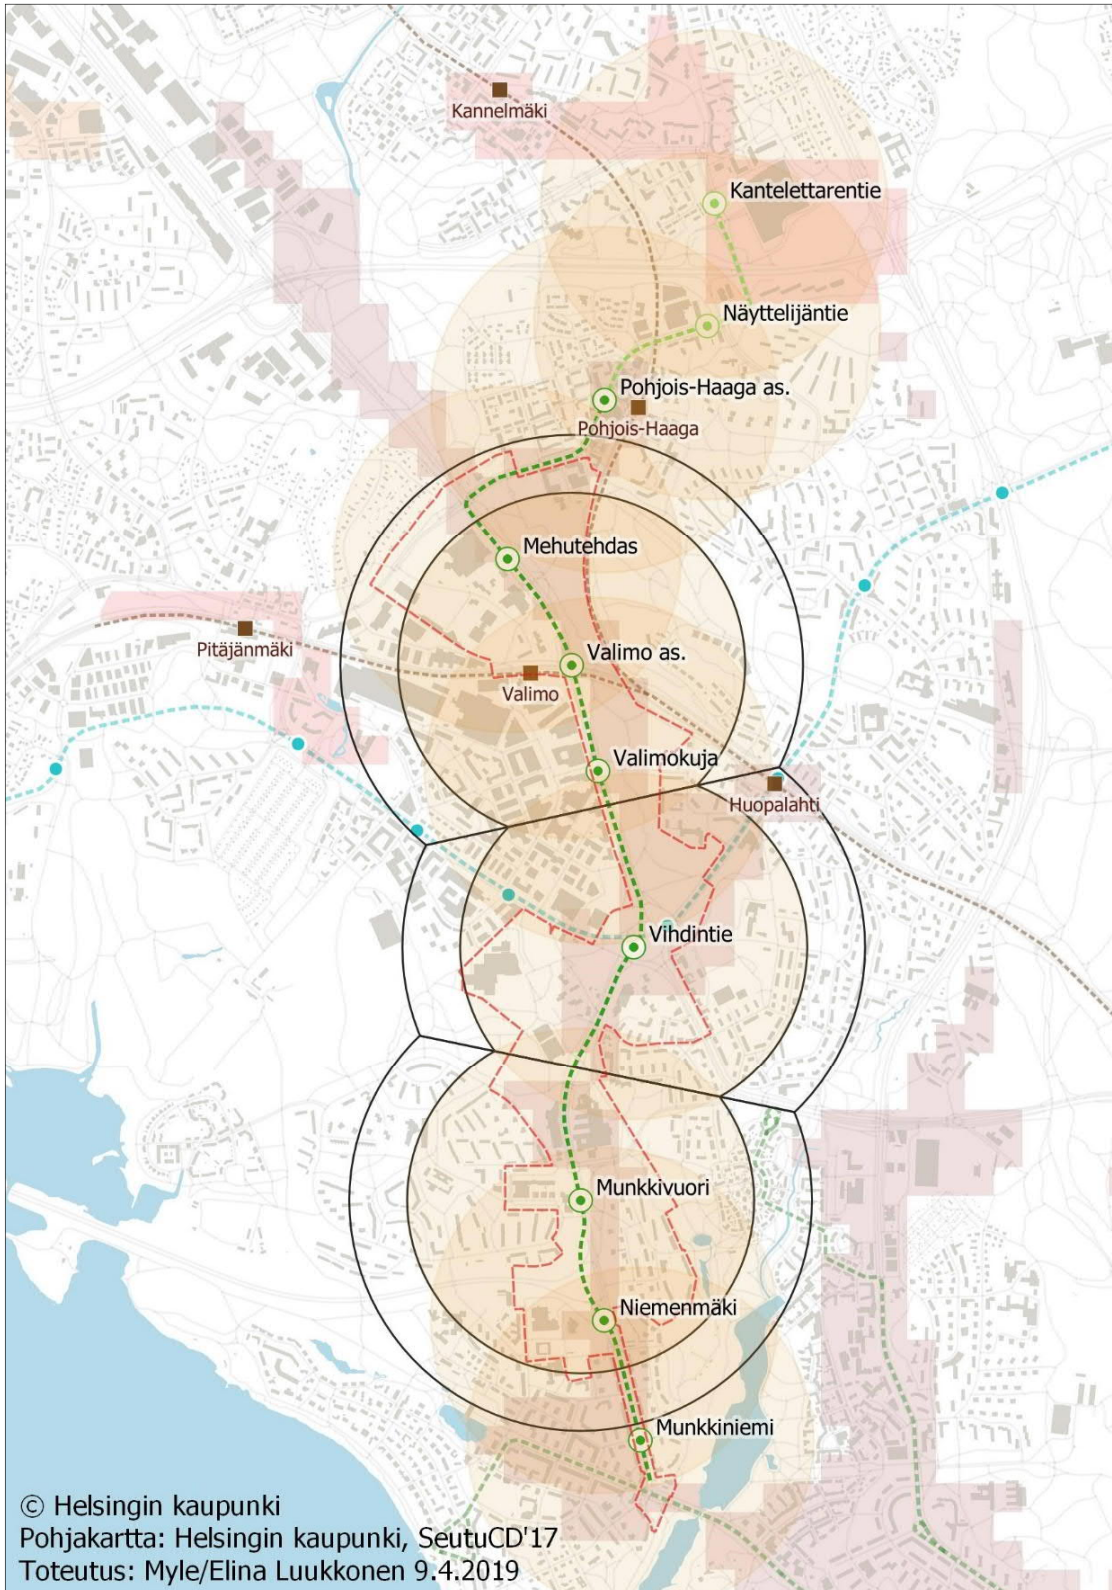 Kannelmäki
Kantelettarentie
Näyttelijäntie
Pohjois-Haaga as.
Pohjois-Haaga
Mehutehdas
Pitäjänmäki
Valimo as.
Valimo
Valimokuja
Huopalahti
Vihdintie
Munkkivuori
Niemenmäki
Munkkiniemi
© Helsingin kaupunki
Pohjakartta: Helsingin kaupunki, SeutuCD'17
Toteutus: Myle/Elina Luukkonen 9.4.2019